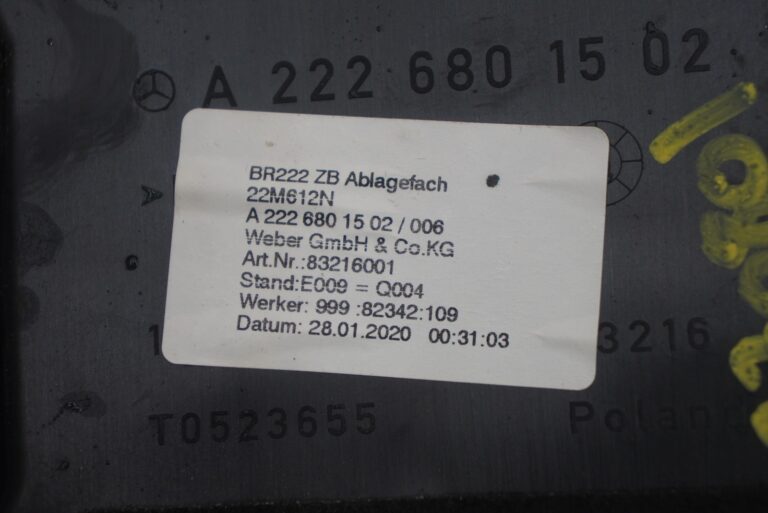 A 222 680 15 02
BR222 ZB Ablagefach
22M612N
A 222 680 15 02 / 006
Weber GmbH & Co.KG
Art.Nr.:83216001
Stand:E009 = Q004
Werker: 999 :82342:109
Datum: 28.01.2020 00:31:03
3216
T0523655
Poland